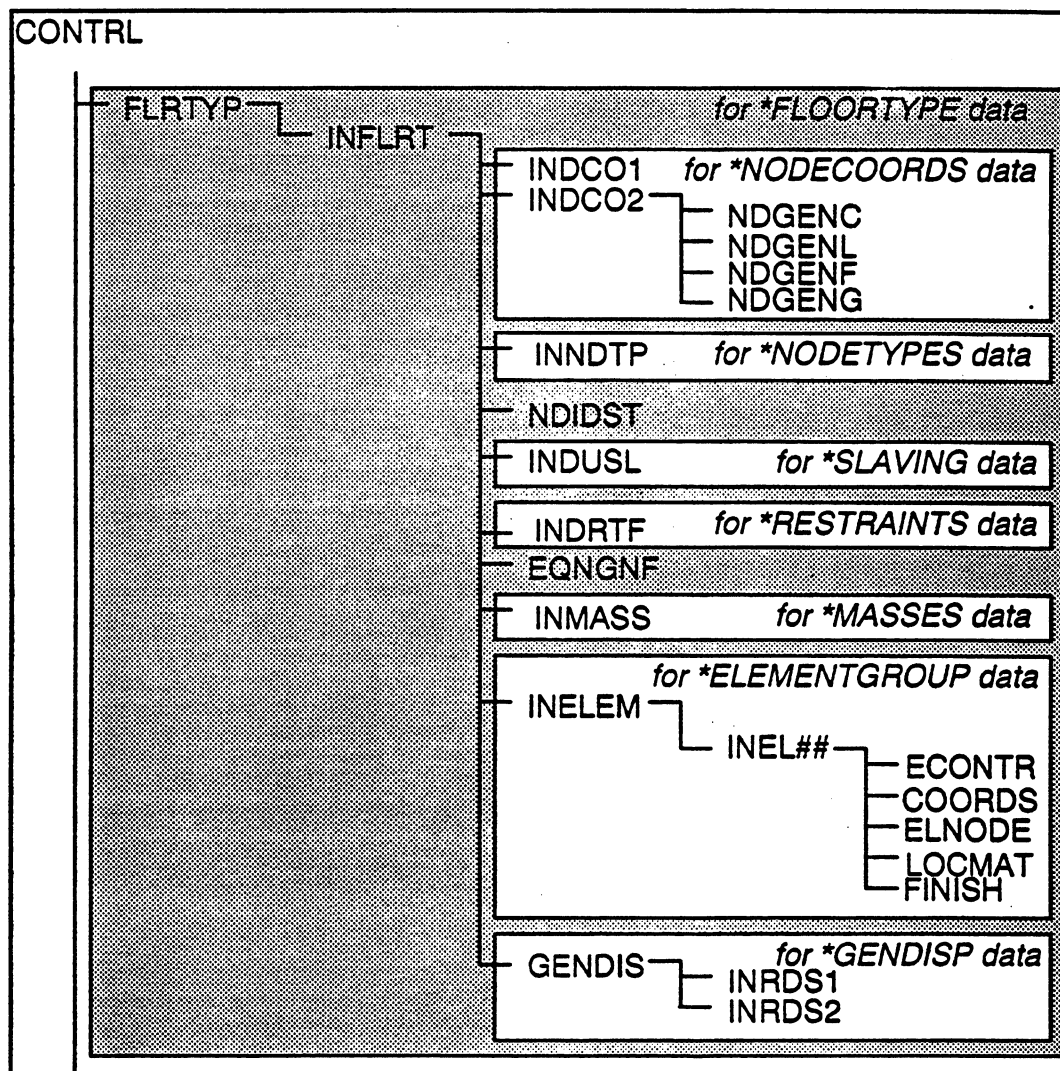 CONTRL
FLRTYP
for *FLOORTYPE data
INFLRT
INDCO1
for *NODECOORDS data
INDCO2
NDGENC
NDGENL
NDGENF
NDGENG
INNDTP
for *NODETYPES data
NDIDST
INDUSL
for *SLAVING data
INDRTF
for *RESTRAINTS data
EQNGNF
INMASS
for *MASSES data
for *ELEMENTGROUP data
INELEM
INEL##
ECONTR
COORDS
ELNODE
LOCMAT
FINISH
for *GENDISP data
GENDIS
INRDS1
INRDS2